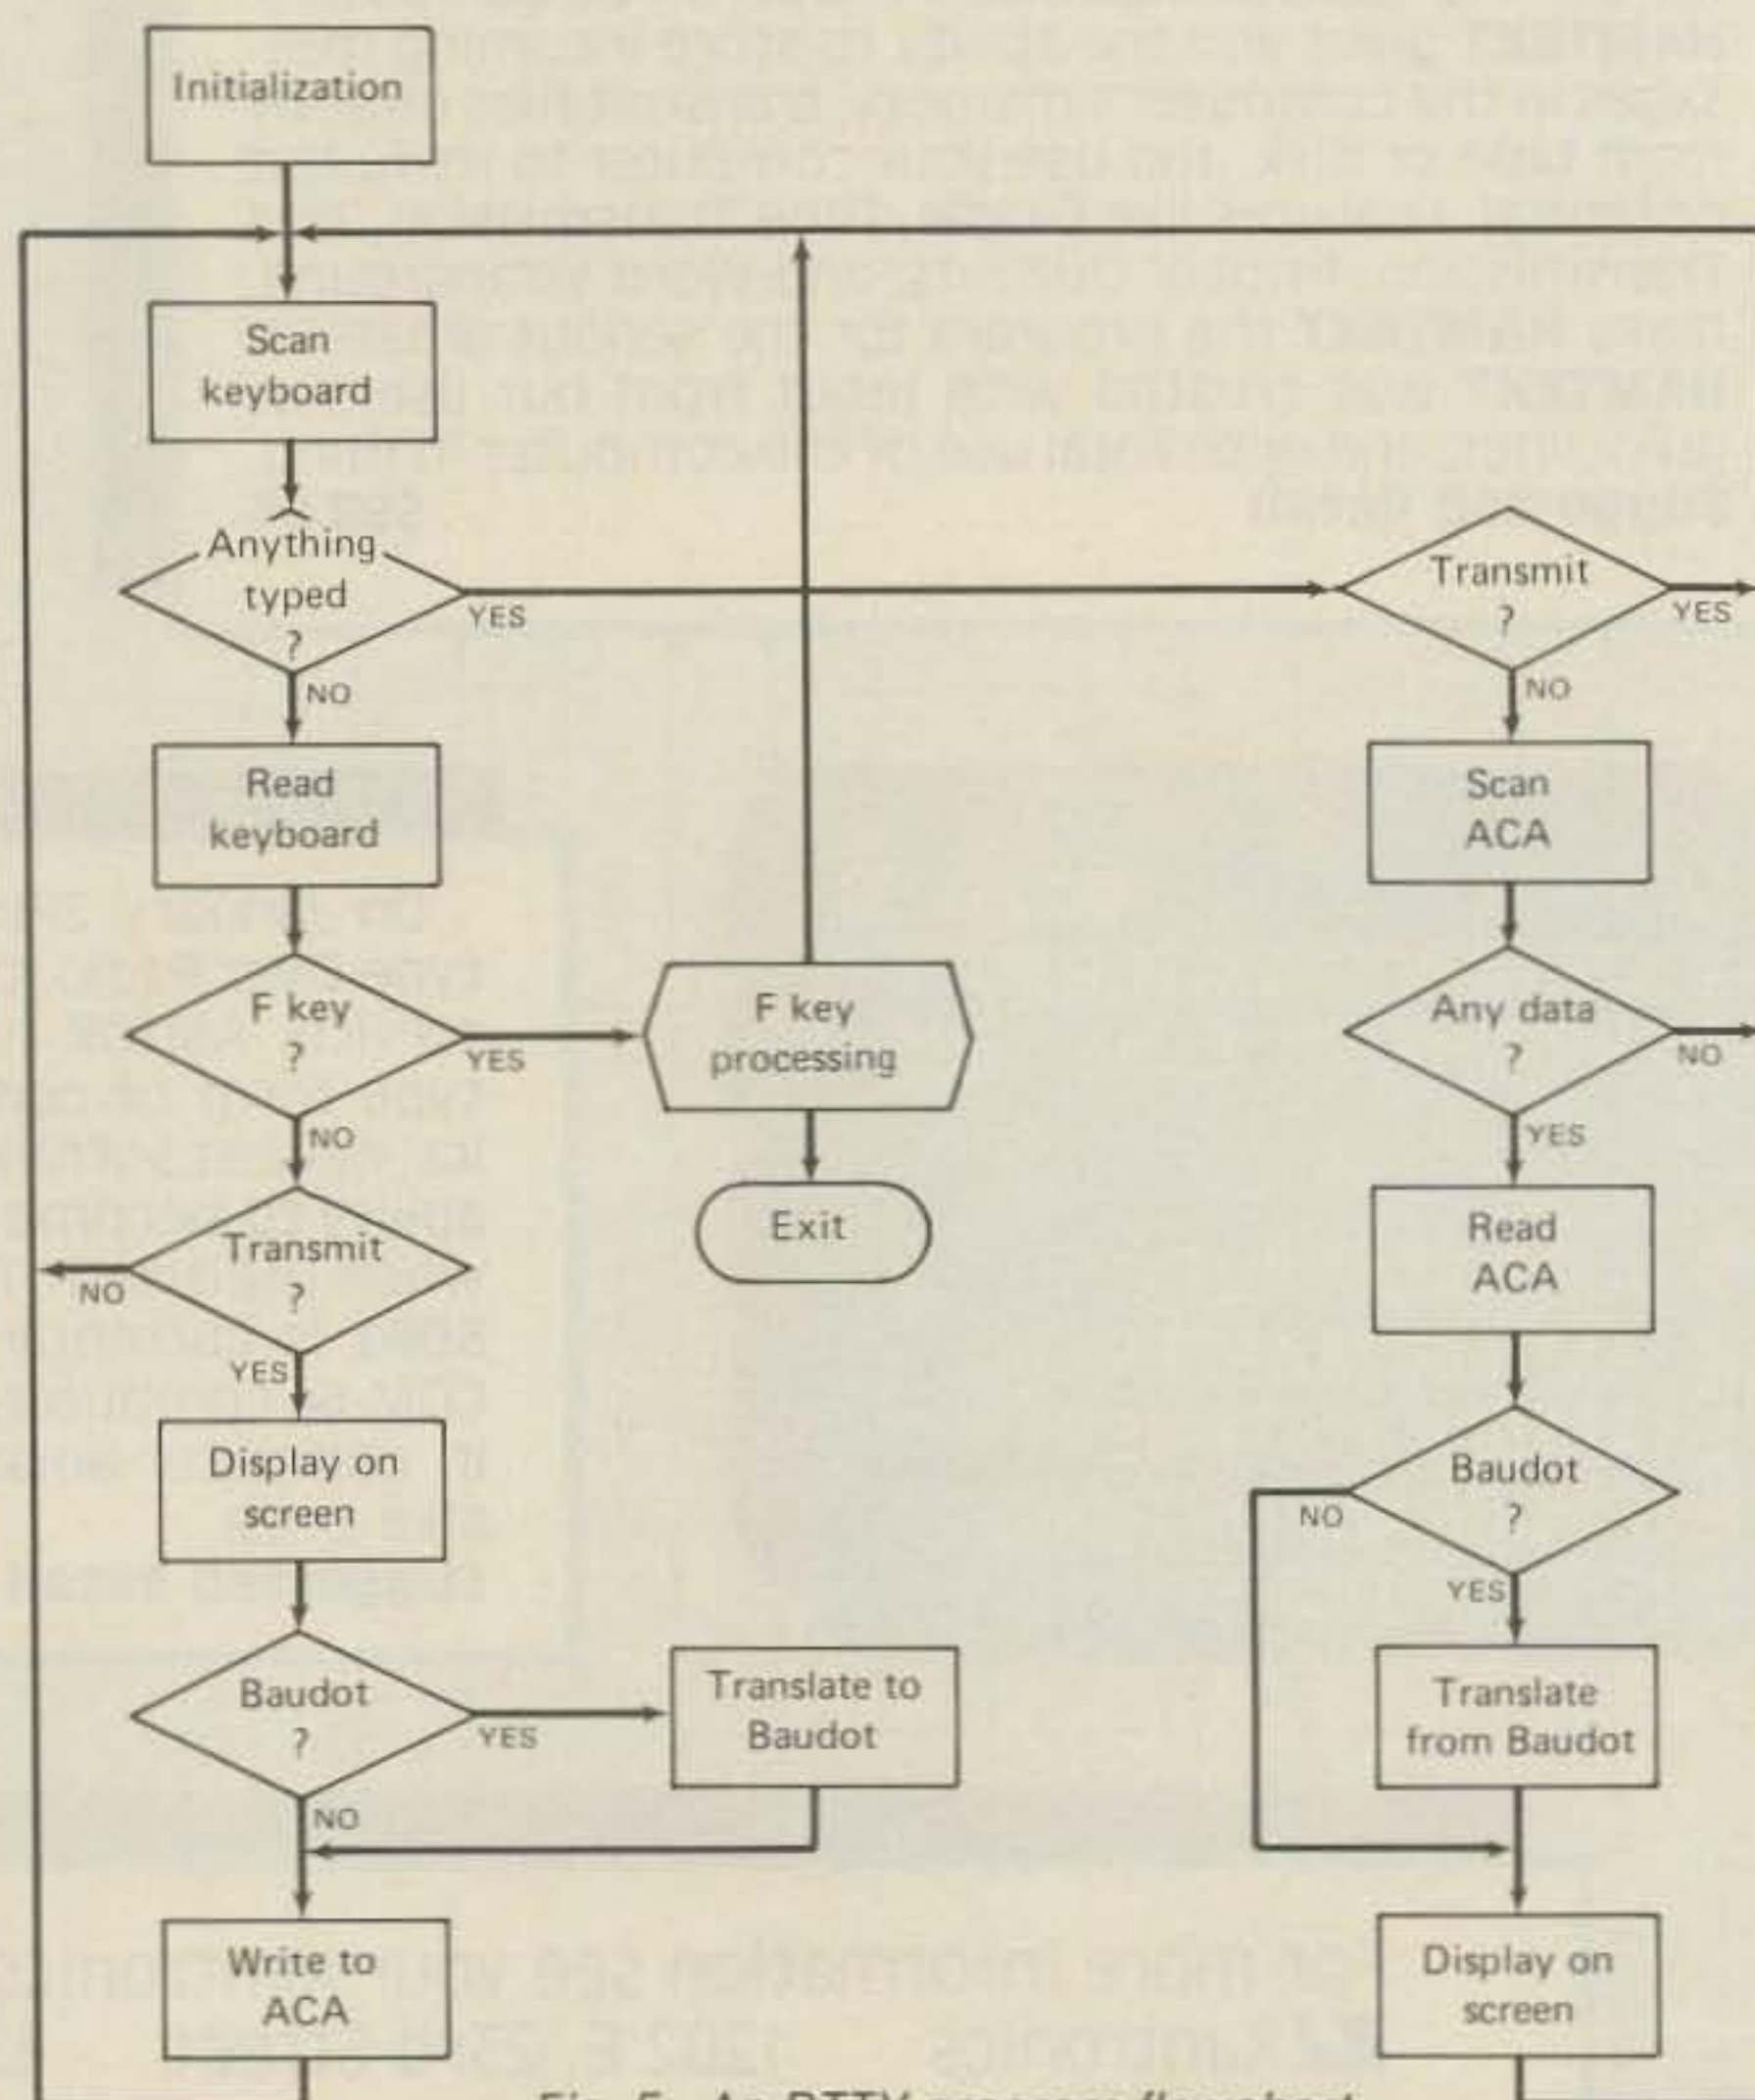 Initialization
Scan
keyboard
Anything
typed
?
YES
NO
Read
keyboard
F key
?
YES
NO
F key
processing
Exit
Transmit
?
NO
YES
Display on
screen
Baudot
?
YES
NO
Translate to
Baudot
Write to
ACA
Transmit
?
YES
NO
Scan
ACA
Any data
?
NO
YES
Read
ACA
Baudot
?
NO
YES
Translate
from Baudot
Display on
screen